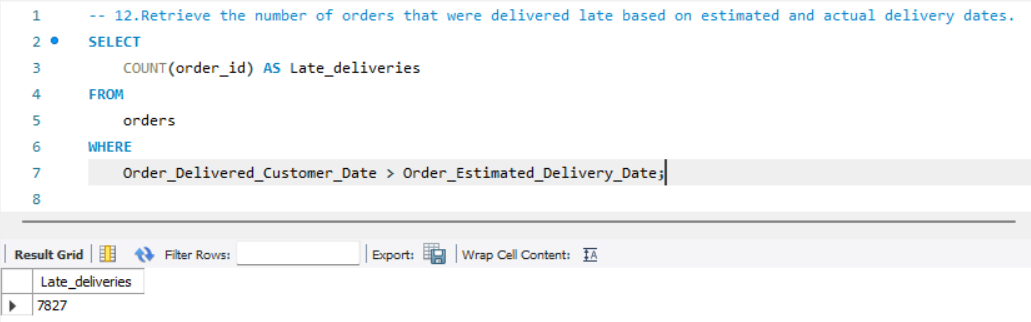 1 -- 12.Retrieve the number of orders that were delivered late based on estimated and actual delivery dates.
2 SELECT
3 COUNT(order_id) AS Late_deliveries
4 FROM
5 orders
6 WHERE
7 Order_Delivered_Customer_Date > Order_Estimated_Delivery_Date;
8
Result Grid Filter Rows: Export: Wrap Cell Content: IA
Late_deliveries
7827